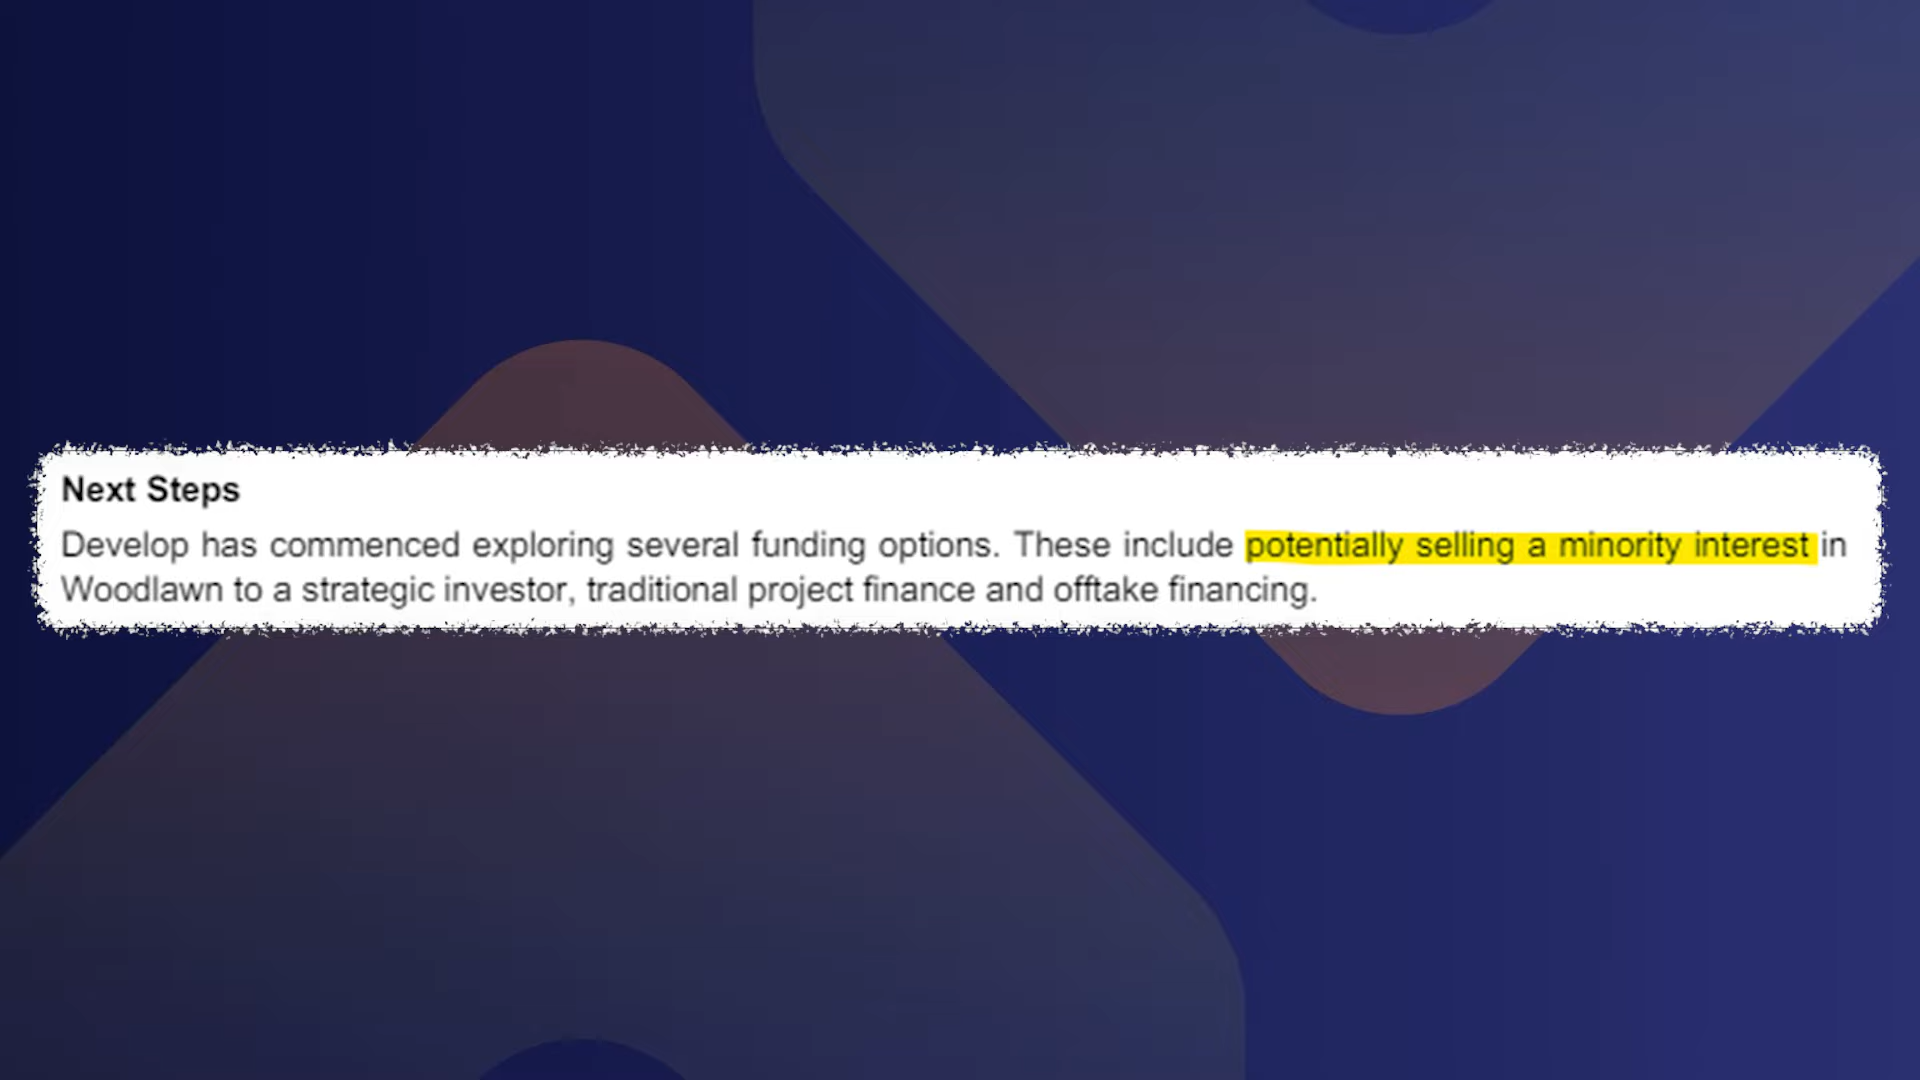 Next Steps
Develop has commenced exploring several funding options. These include potentially selling a minority interest in
Woodlawn to a strategic investor, traditional project finance and offtake financing.